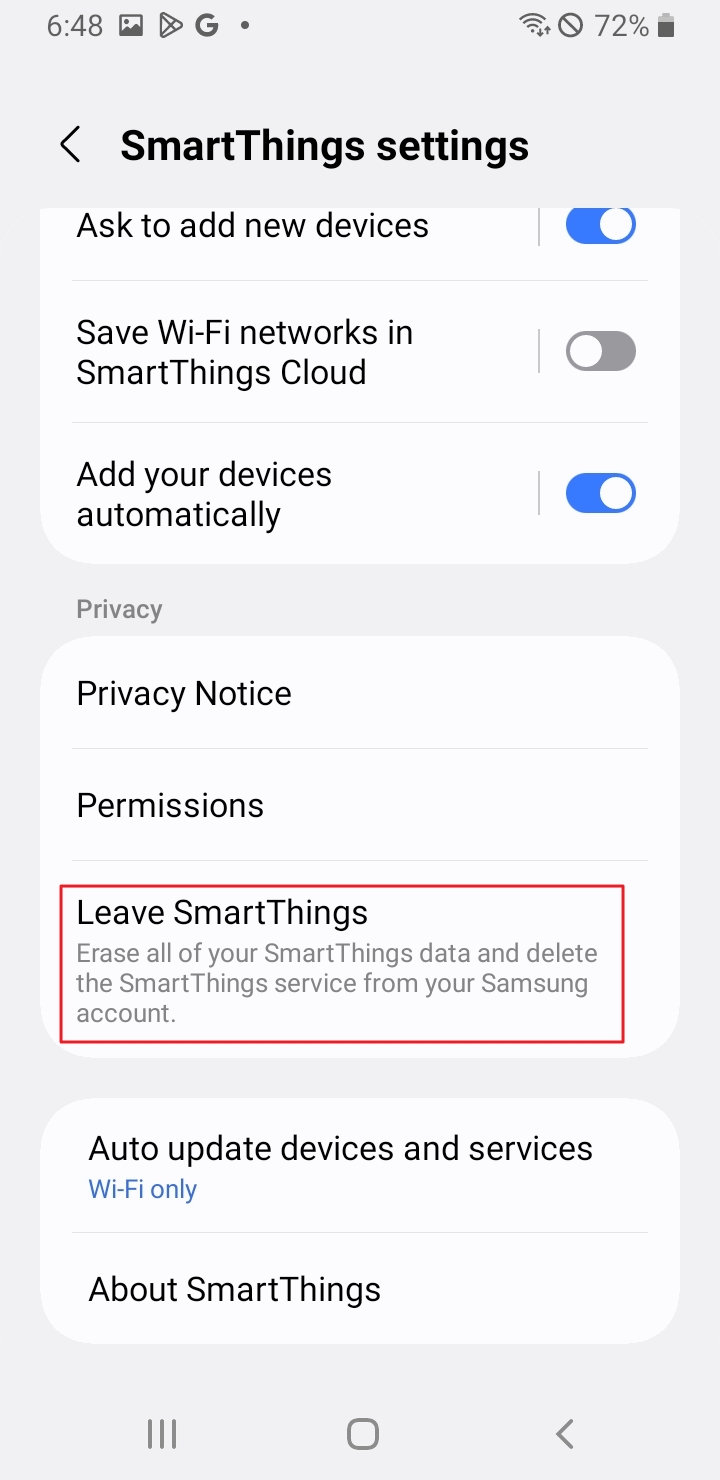 6:48
72%
SmartThings settings
Ask to add new devices
Save Wi-Fi networks in
SmartThings Cloud
Add your devices
automatically
Privacy
Privacy Notice
Permissions
Leave SmartThings
Erase all of your SmartThings data and delete
the SmartThings service from your Samsung
account.
Auto update devices and services
Wi-Fi only
About SmartThings